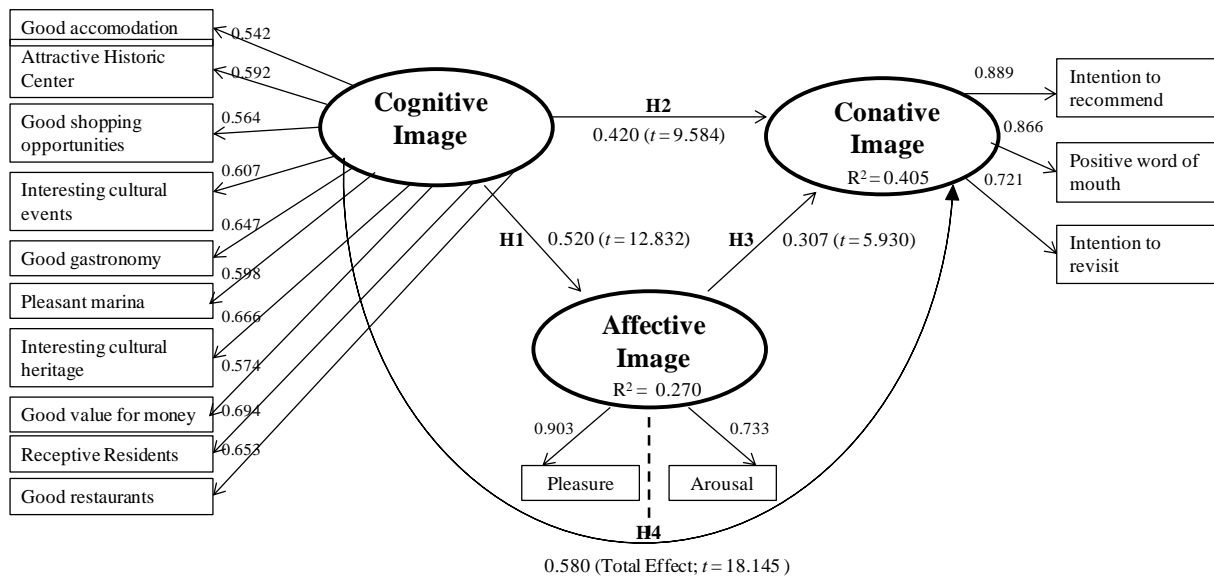 Good accomodation
Attractive Historic
Center
Good shopping
opportunities
Interesting cultural
events
Good gastronomy
Pleasant marina
Interesting cultural
heritage
Good value for money
Receptive Residents
Good restaurants
0.542
0.592
0.564
0.607
0.647
0.598
0.666
0.574
0.694
0.653
Cognitive
Image
H2
0.420 (t = 9.584)
H1
0.520 (t = 12.832)
H3
0.307 (t = 5.930)
Conative
Image
R² = 0.405
0.889
0.866
0.721
Intention to
recommend
Positive word of
mouth
Intention to
revisit
Affective
Image
R² = 0.270
0.903
0.733
Pleasure
Arousal
H4
0.580 (Total Effect; t = 18.145 )